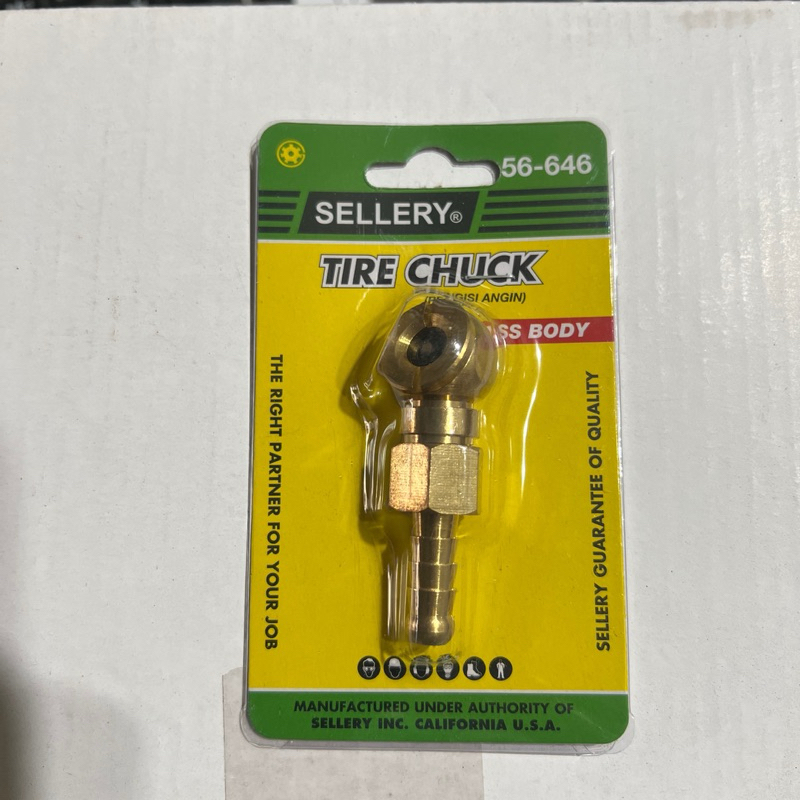 56-646
SELLERY®
TIRE CHUCK
ANGIN)
BODY
THE RIGHT PARTNER FOR YOUR JOB
SELLERY GUARANTEE OF QUALITY
MANUFACTURED UNDER AUTHORITY OF
SELLERY INC. CALIFORNIA U.S.A.